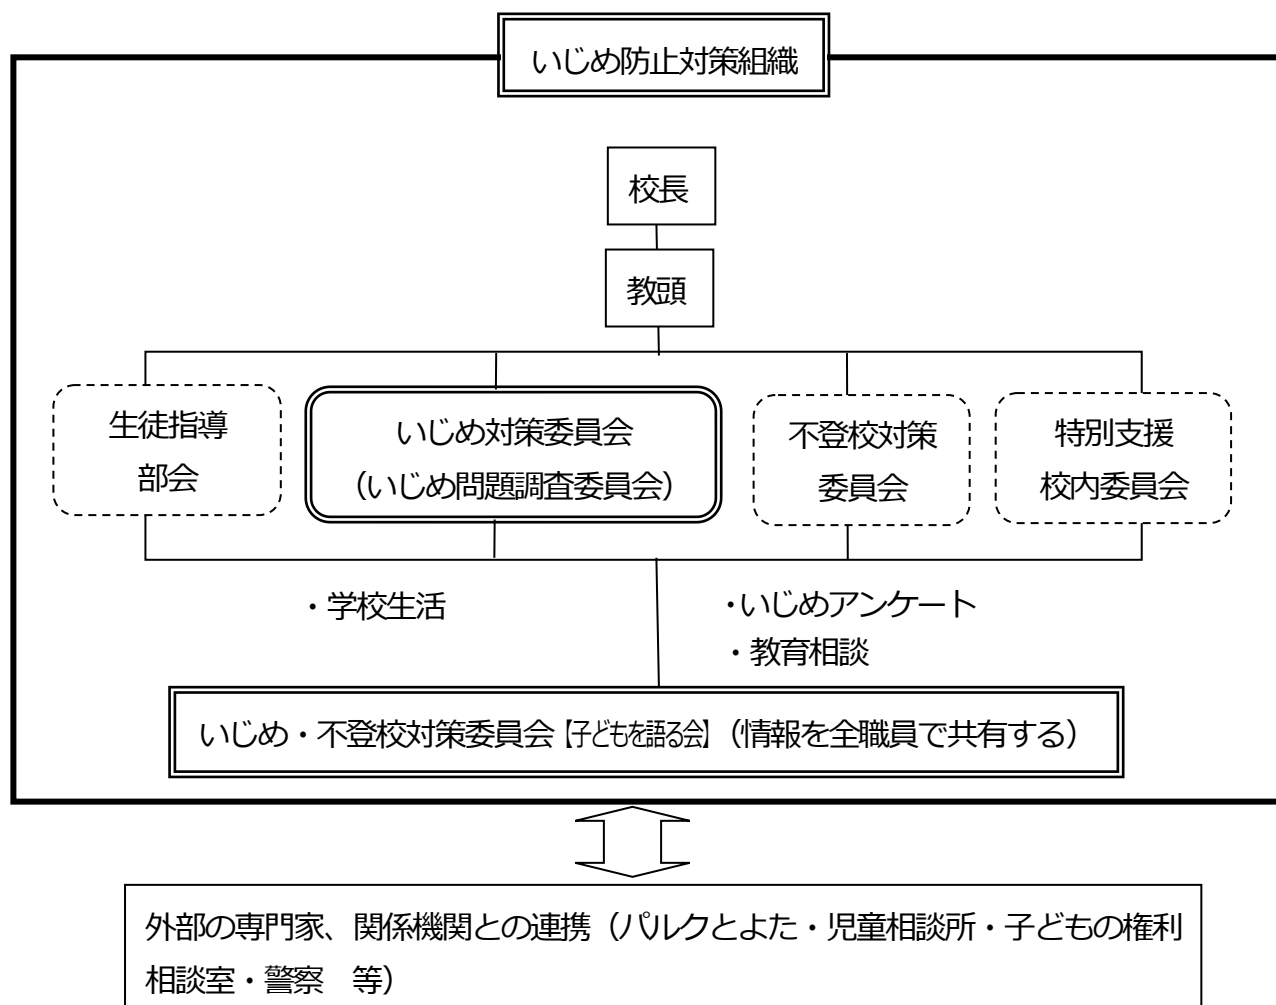 いじめ防止対策組織
校長
教頭
生徒指導
部会
いじめ対策委員会
（いじめ問題調査委員会）
不登校対策
委員会
特別支援
校内委員会
・学校生活
・いじめアンケート
・教育相談
いじめ・不登校対策委員会【子どもを語る会】（情報を全職員で共有する）
外部の専門家、関係機関との連携（パルクとよた・児童相談所・子どもの権利
相談室・警察　等）